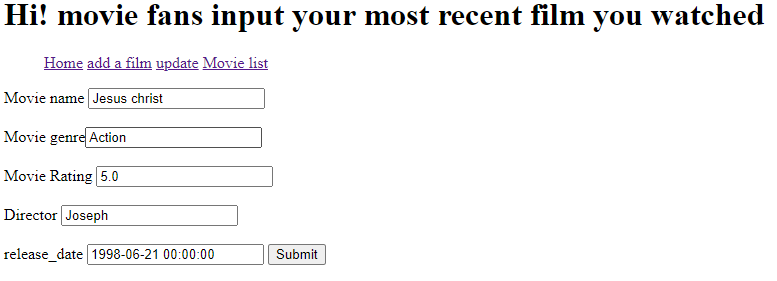 Hi! movie fans input your most recent film you watched
Home add a film update Movie list
Movie name Jesus christ
Movie genre Action
Movie Rating 5.0
Director Joseph
release_date 1998-06-21 00:00:00 Submit